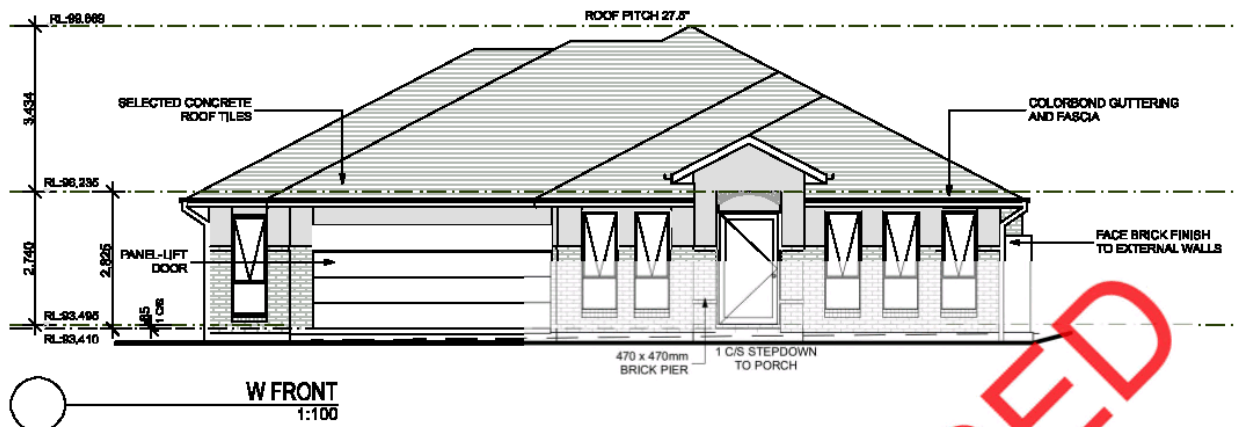 RL:99,669
ROOF PITCH 27.5°
3,434
SELECTED CONCRETE
ROOF TILES
COLORBOND GUTTERING
AND FASCIA
RL:96,235
2,740
2,825
PANEL-LIFT
DOOR
FACE BRICK FINISH
TO EXTERNAL WALLS
85
1 C/S
RL:93,495
RL:93,410
470 x 470mm
BRICK PIER
1 C/S STEPDOWN
TO PORCH
W FRONT
1:100
ED